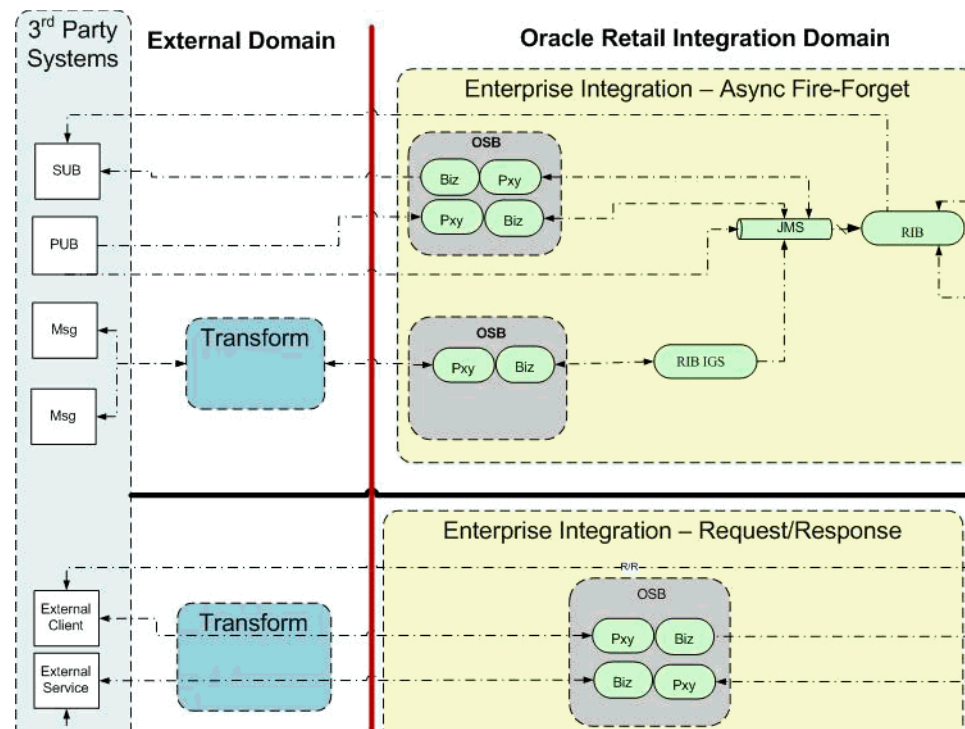 3rd Party
Systems
External Domain
Oracle Retail Integration Domain
Enterprise Integration – Async Fire-Forget
OSB
SUB
Biz
Pxy
Pxy
Biz
PUB
JMS
RIB
Msg
Transform
OSB
Pxy
Biz
RIB IGS
Msg
Enterprise Integration – Request/Response
R/R
OSB
External
Client
Transform
Pxy
Biz
External
Service
Biz
Pxy